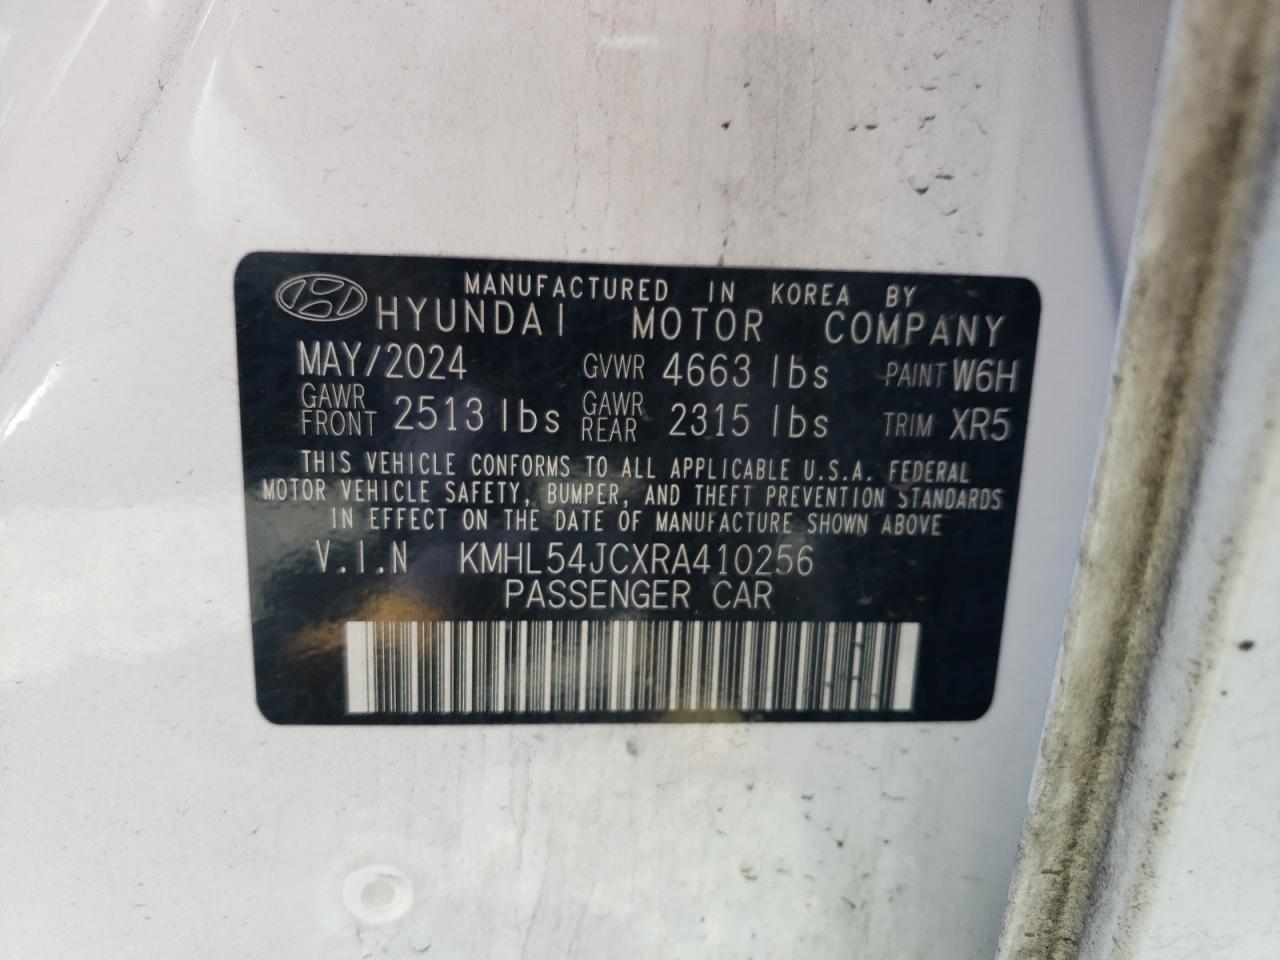 MANUFACTURED IN KOREA BY
HYUNDAI MOTOR COMPANY
MAY/2024 GVWR 4663 lbs PAINT W6H
GAWR FRONT 2513 lbs GAWR REAR 2315 lbs TRIM XR5
THIS VEHICLE CONFORMS TO ALL APPLICABLE U.S.A. FEDERAL
MOTOR VEHICLE SAFETY, BUMPER, AND THEFT PREVENTION STANDARDS
IN EFFECT ON THE DATE OF MANUFACTURE SHOWN ABOVE
V.I.N KMHL54JCXRA410256
PASSENGER CAR